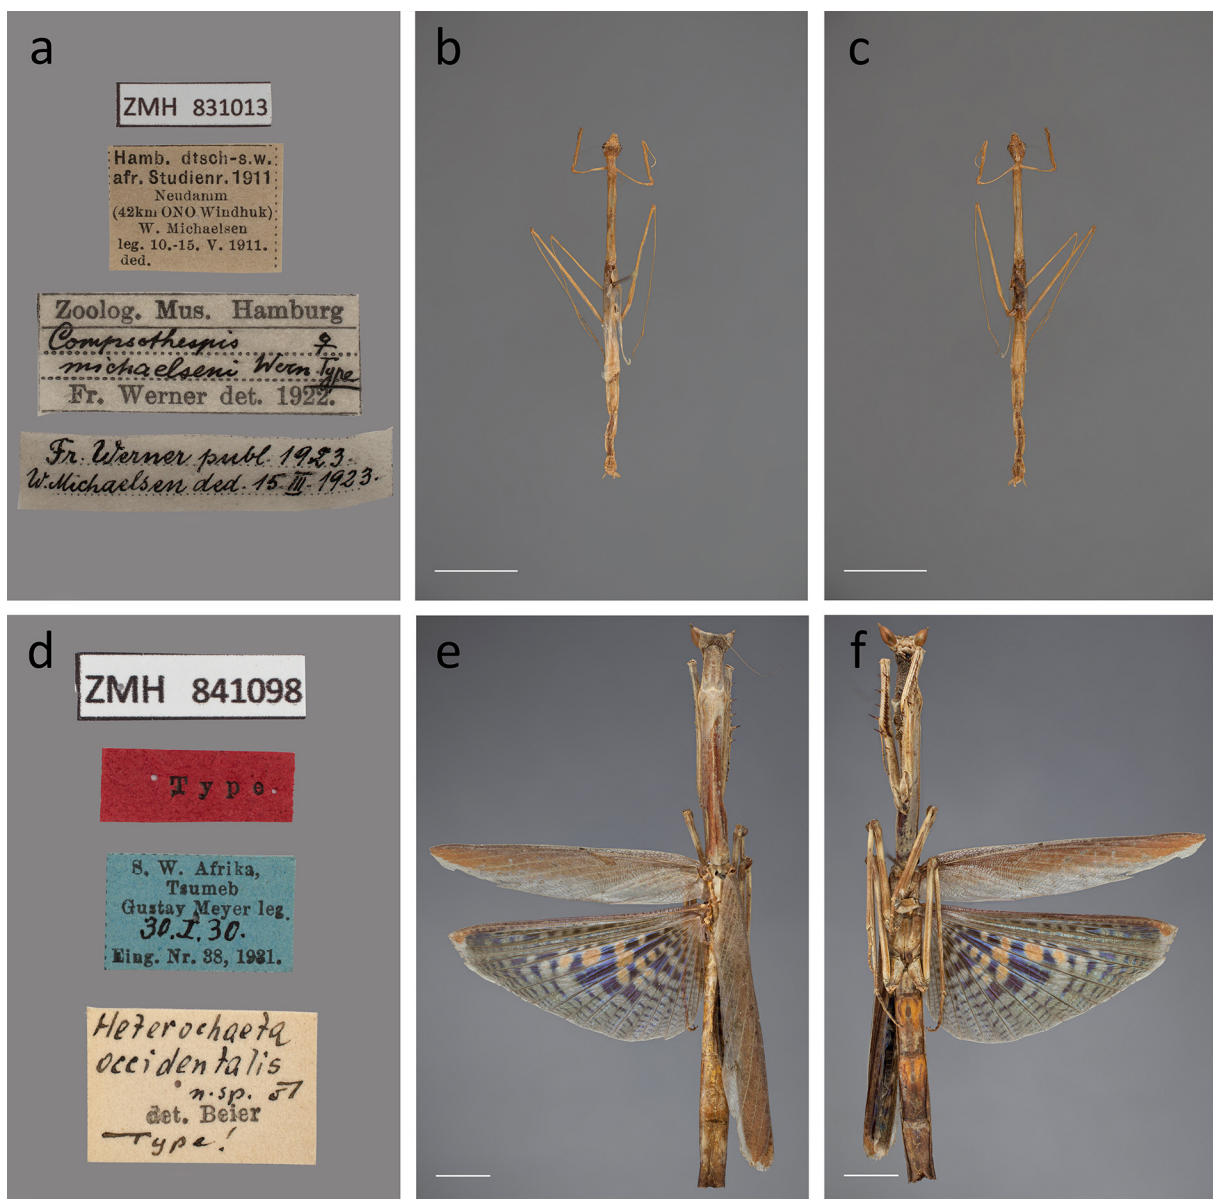 a
ZMH 831013
Hamb. dtsch-s.w.
afr. Studienr. 1911
Neudamm
(42km ONO Windhuk)
W. Michaelsen
leg. 10.-15. V. 1911.
ded.
Zoolog. Mus. Hamburg
Compsothespis ♀
michaelseni Wern Type
Fr. Werner det. 1922.
Fr. Werner publ. 1923.
W. Michaelsen ded. 15 III. 1923.
b
c
d
ZMH 841098
Type.
S. W. Afrika,
Tsumeb
Gustav Meyer leg.
30. I. 30.
Eing. Nr. 38, 1931.
Heterochaeta
occidentalis
n. sp. ♂
det. Beier
Type!
e
f